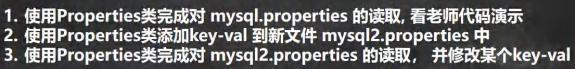 1. 使用Properties类完成对 mysql.properties 的读取, 看老师代码演示
2. 使用Properties类添加key-val 到新文件 mysql2.properties 中
3. 使用Properties类完成对 mysql2.properties 的读取， 并修改某个key-val